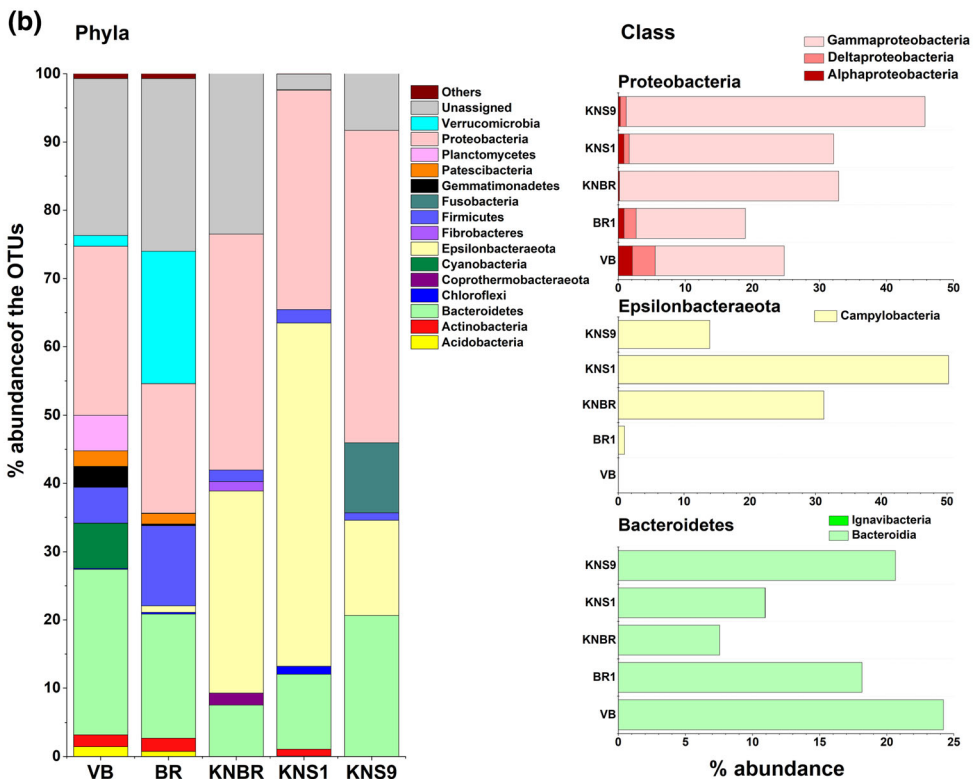 (b)
Phyla
% abundanceof the OTUs
100
90
80
70
60
50
40
30
20
10
0
VB BR KNBR KNS1 KNS9
Others
Unassigned
Verrucomicrobia
Proteobacteria
Planctomycetes
Patescibacteria
Gemmatimonadetes
Fusobacteria
Firmicutes
Fibrobacteres
Epsilonbacteraeota
Cyanobacteria
Coprothermobacteraeota
Chloroflexi
Bacteroidetes
Actinobacteria
Acidobacteria
Class
Gammaproteobacteria
Deltaproteobacteria
Alphaproteobacteria
Proteobacteria
KNS9
KNS1
KNBR
BR1
VB
0 10 20 30 40 50
Epsilonbacteraeota
Campylobacteria
KNS9
KNS1
KNBR
BR1
VB
0 10 20 30 40 50
Bacteroidetes
Ignavibacteria
Bacteroidia
KNS9
KNS1
KNBR
BR1
VB
0 5 10 15 20 25
% abundance